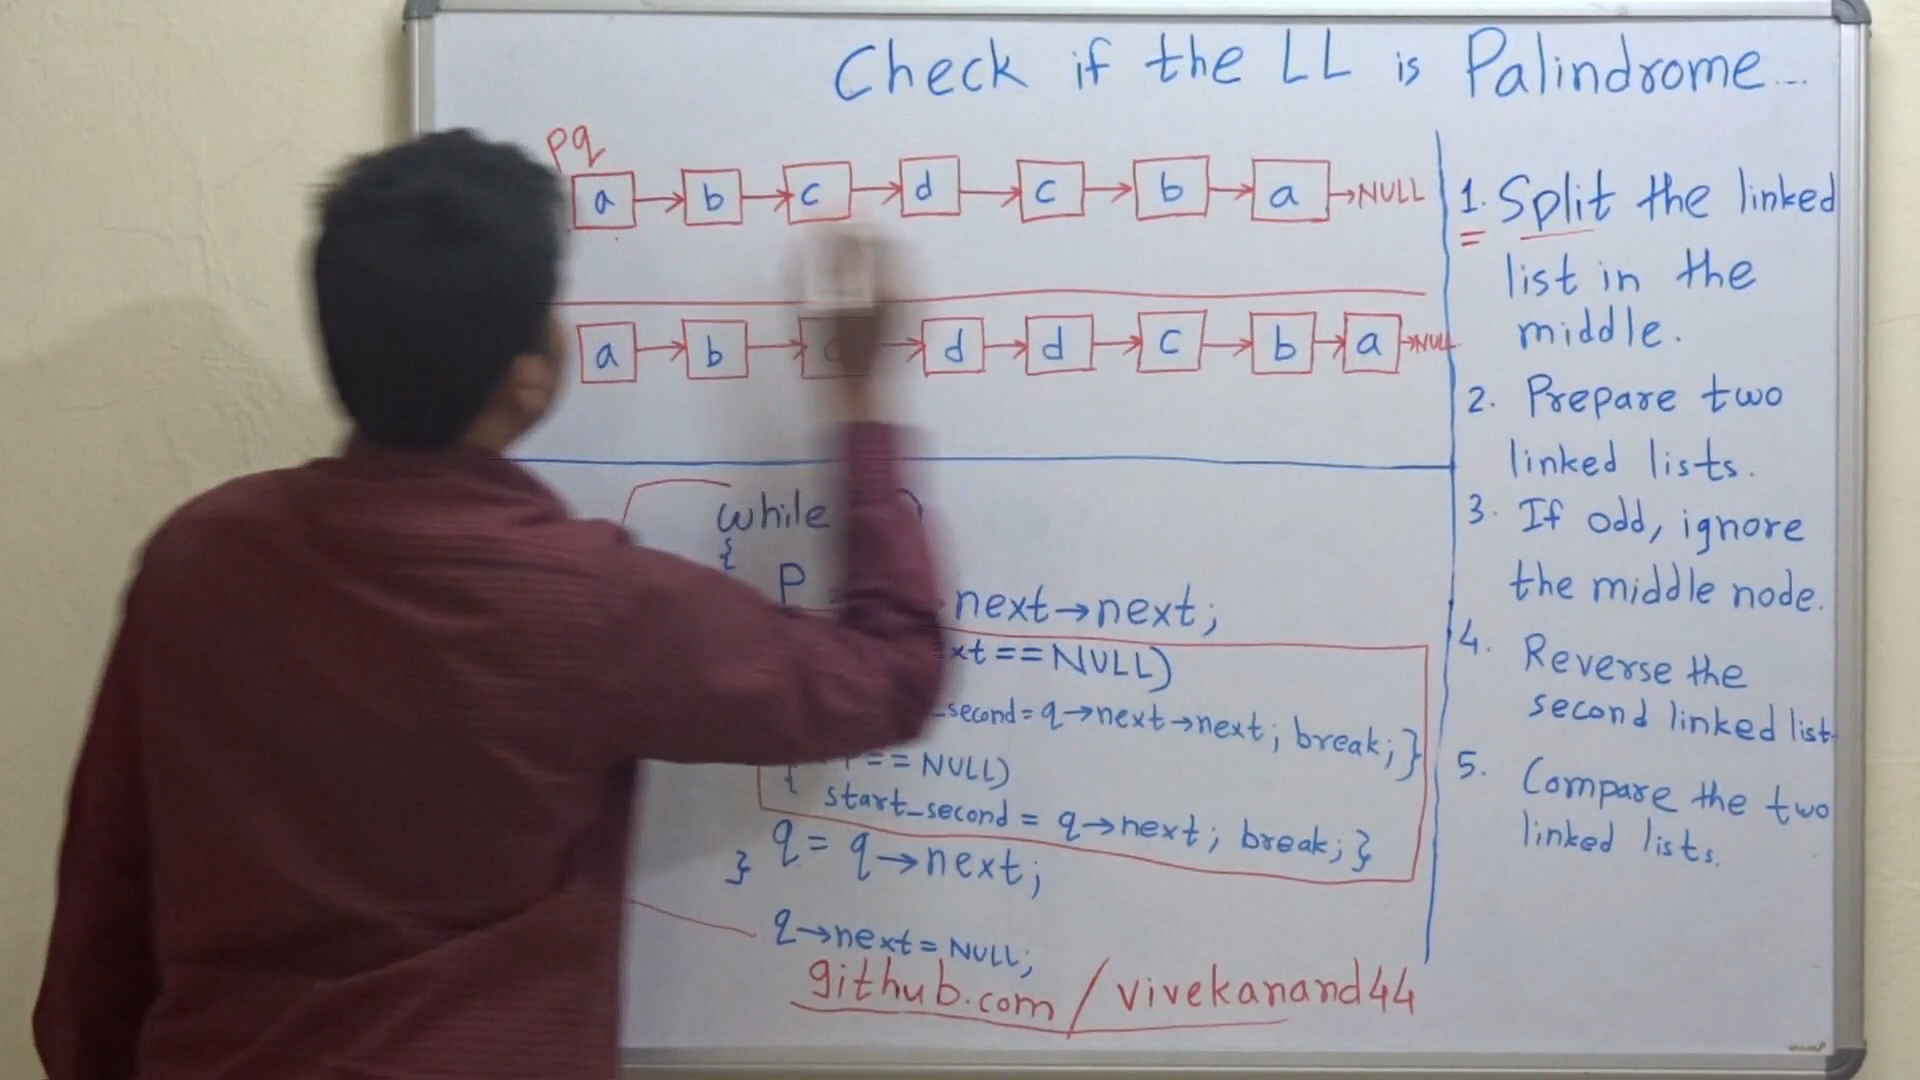 Check if the LL is Palindrome...
pq
a → b → c → d → c → b → a → NULL
a → b → → d → d → c → b → a → NULL
while )
{
P next→next;
xt==NULL)
_second=q→next→next; break;}
{ ==NULL)
start_second = q→next; break;}
q = q→next;
}
q→next=NULL;
github.com/vivekanand44
1. Split the linked
list in the
middle.
2. Prepare two
linked lists.
3. If odd, ignore
the middle node.
4. Reverse the
second linked list
5. Compare the two
linked lists.